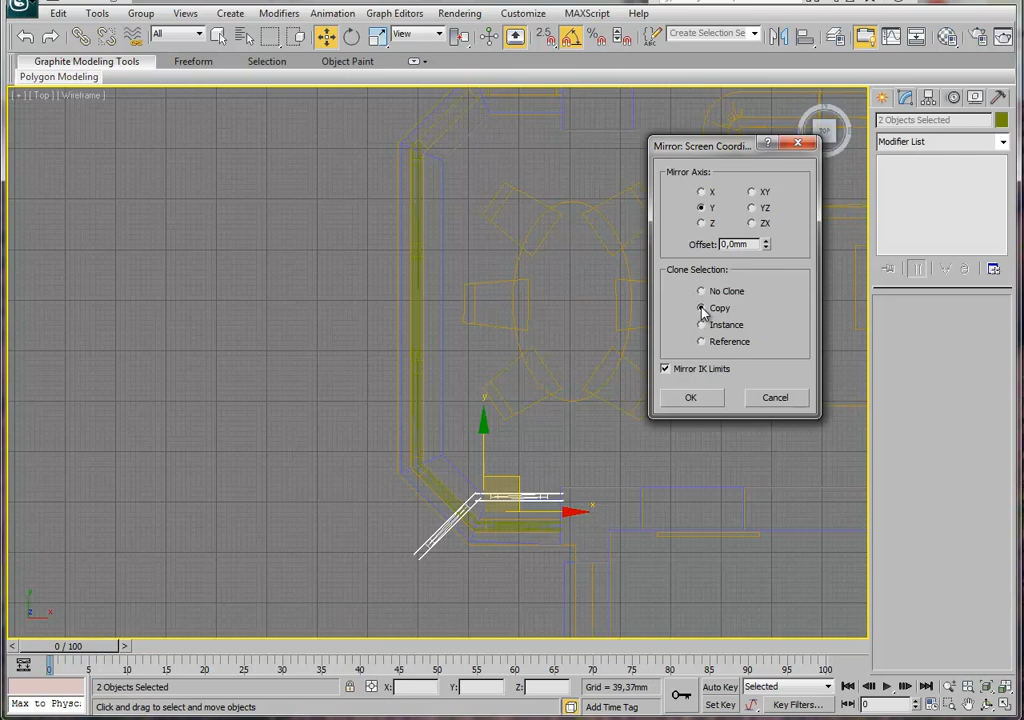 Edit Tools Group Views Create Modifiers Animation Graph Editors Rendering Customize MAXScript Help
All View 2.5 Create Selection Se
Graphite Modeling Tools Freeform Selection Object Paint
Polygon Modeling
[ + ] [ Top ] [ Wireframe ]
TOP
2 Objects Selected
Modifier List
Mirror: Screen Coordi...
Mirror Axis:
X XY
Y YZ
Z ZX
Offset: 0,0mm
Clone Selection:
No Clone
Copy
Instance
Reference
Mirror IK Limits
OK Cancel
y
x
y
z x
< 0 / 100 >
0 5 10 15 20 25 30 35 40 45 50 55 60 65 70 75 80 85 90 95 100
2 Objects Selected X: Y: Z: Grid = 39,37mm Auto Key Selected
Max to Physc Click and drag to select and move objects Add Time Tag Set Key Key Filters... 0